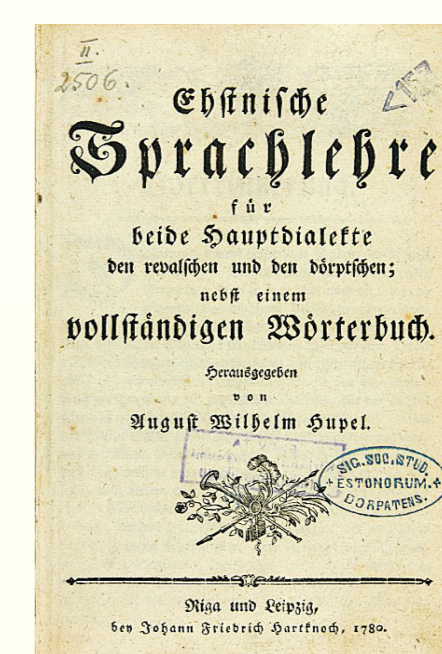 II.
2506.
<157
Ehstnische
Sprachlehre
für
beide Hauptdialekte
den revalschen und den dörptschen;
nebst einem
vollständigen Wörterbuch.
Herausgegeben
von
August Wilhelm Hupel.
SIG. SOC. STUD.
+ ESTONORUM. +
DORPATENS.
Riga und Leipzig,
bey Johann Friedrich Hartknoch, 1780.